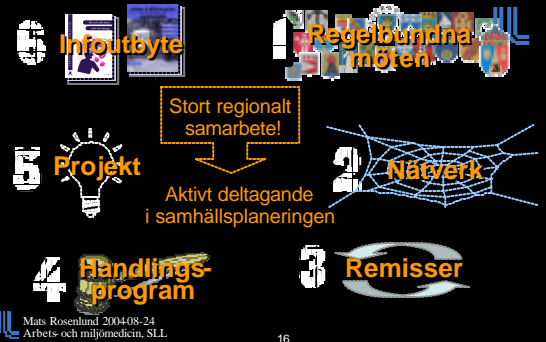 6 Infoutbyte
1 Regelbundna
möten
Stort regionalt
samarbete!
5 Projekt
2 Nätverk
Aktivt deltagande
i samhällsplaneringen
4 Handlings-
program
3 Remisser
Mats Rosenlund 2004-08-24
Arbets- och miljömedicin, SLL
16